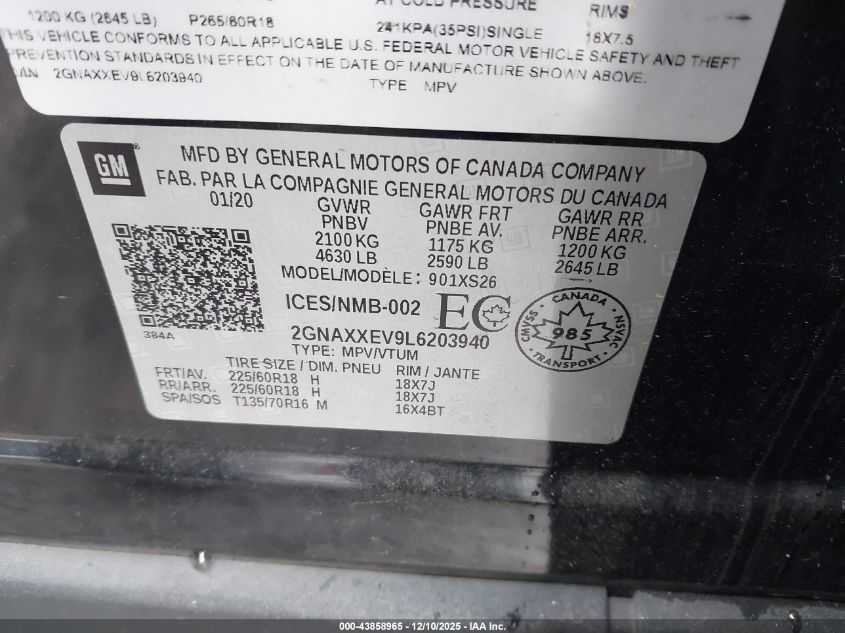 AT COLD PRESSURE RIMS
1200 KG (2645 LB) P265/60R18 241KPA(35PSI)SINGLE 18X7.5
THIS VEHICLE CONFORMS TO ALL APPLICABLE U.S. FEDERAL MOTOR VEHICLE SAFETY AND THEFT
PREVENTION STANDARDS IN EFFECT ON THE DATE OF MANUFACTURE SHOWN ABOVE.
2GNAXXEV9L6203940 TYPE MPV
GM
MFD BY GENERAL MOTORS OF CANADA COMPANY
FAB. PAR LA COMPAGNIE GENERAL MOTORS DU CANADA
01/20 GVWR GAWR FRT GAWR RR
PNBV PNBE AV. PNBE ARR.
2100 KG 1175 KG 1200 KG
4630 LB 2590 LB 2645 LB
MODEL/MODÈLE: 901XS26
ICES/NMB-002 EC
384A 2GNAXXEV9L6203940
CANADA
CMVSS 985 NSVAC
TRANSPORT
TYPE: MPV/VTUM
TIRE SIZE / DIM. PNEU RIM / JANTE
FRT/AV. 225/60R18 H 18X7J
RR/ARR. 225/60R18 H 18X7J
SPA/SOS T135/70R16 M 16X4BT
000-43858965 - 12/10/2025 - IAA Inc.